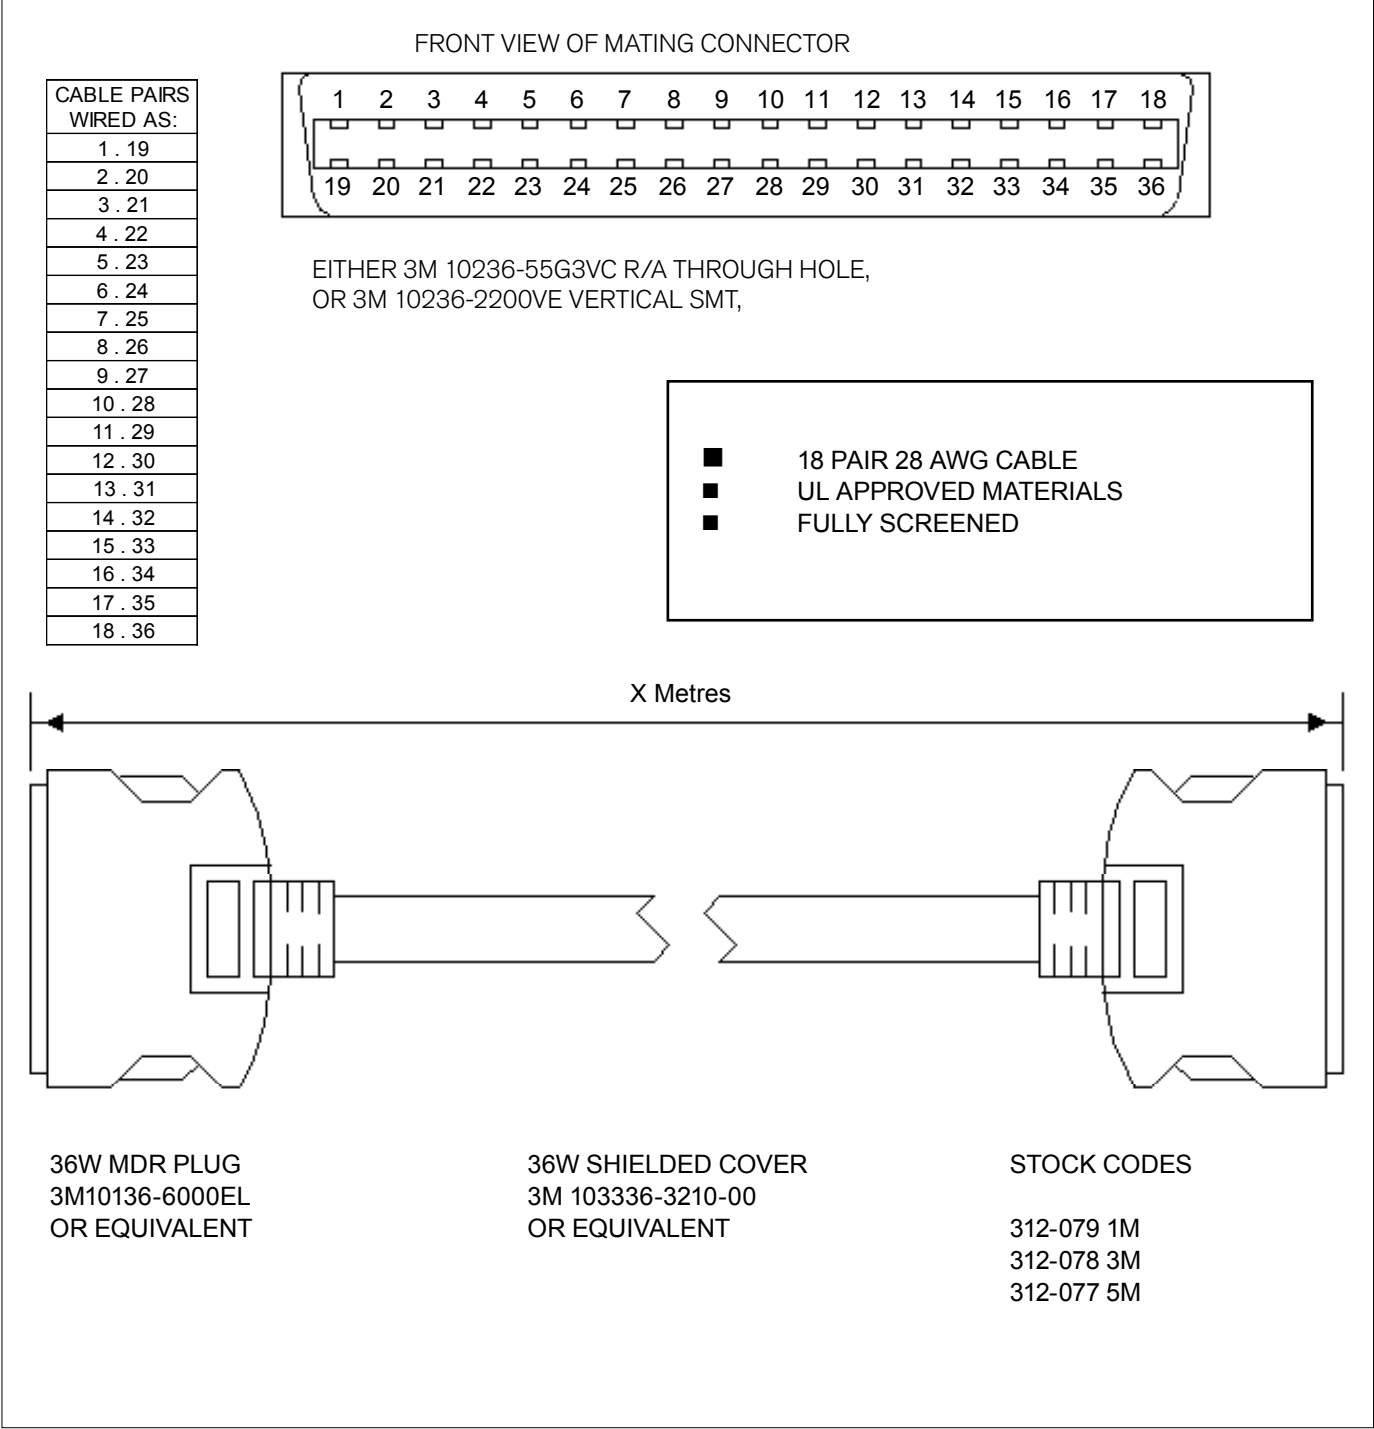 FRONT VIEW OF MATING CONNECTOR
CABLE PAIRS
WIRED AS:
1 . 19
2 . 20
3 . 21
4 . 22
5 . 23
6 . 24
7 . 25
8 . 26
9 . 27
10 . 28
11 . 29
12 . 30
13 . 31
14 . 32
15 . 33
16 . 34
17 . 35
18 . 36
1 2 3 4 5 6 7 8 9 10 11 12 13 14 15 16 17 18
19 20 21 22 23 24 25 26 27 28 29 30 31 32 33 34 35 36
EITHER 3M 10236-55G3VC R/A THROUGH HOLE,
OR 3M 10236-2200VE VERTICAL SMT,
■ 18 PAIR 28 AWG CABLE
■ UL APPROVED MATERIALS
■ FULLY SCREENED
X Metres
36W MDR PLUG
3M10136-6000EL
OR EQUIVALENT
36W SHIELDED COVER
3M 103336-3210-00
OR EQUIVALENT
STOCK CODES
312-079 1M
312-078 3M
312-077 5M